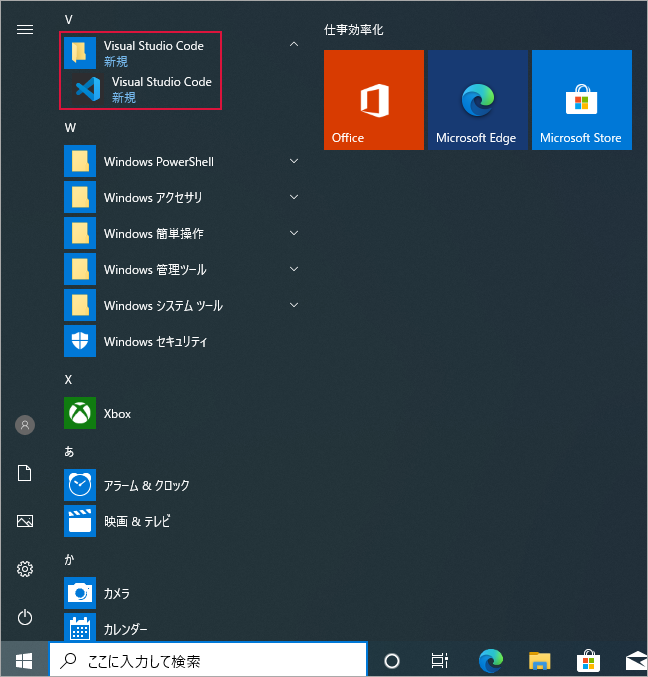 V
Visual Studio Code
新規
Visual Studio Code
新規
W
Windows PowerShell
Windows アクセサリ
Windows 簡単操作
Windows 管理ツール
Windows システム ツール
Windows セキュリティ
X
Xbox
あ
アラーム & クロック
映画 & テレビ
か
カメラ
カレンダー
仕事効率化
Office
Microsoft Edge
Microsoft Store
ここに入力して検索